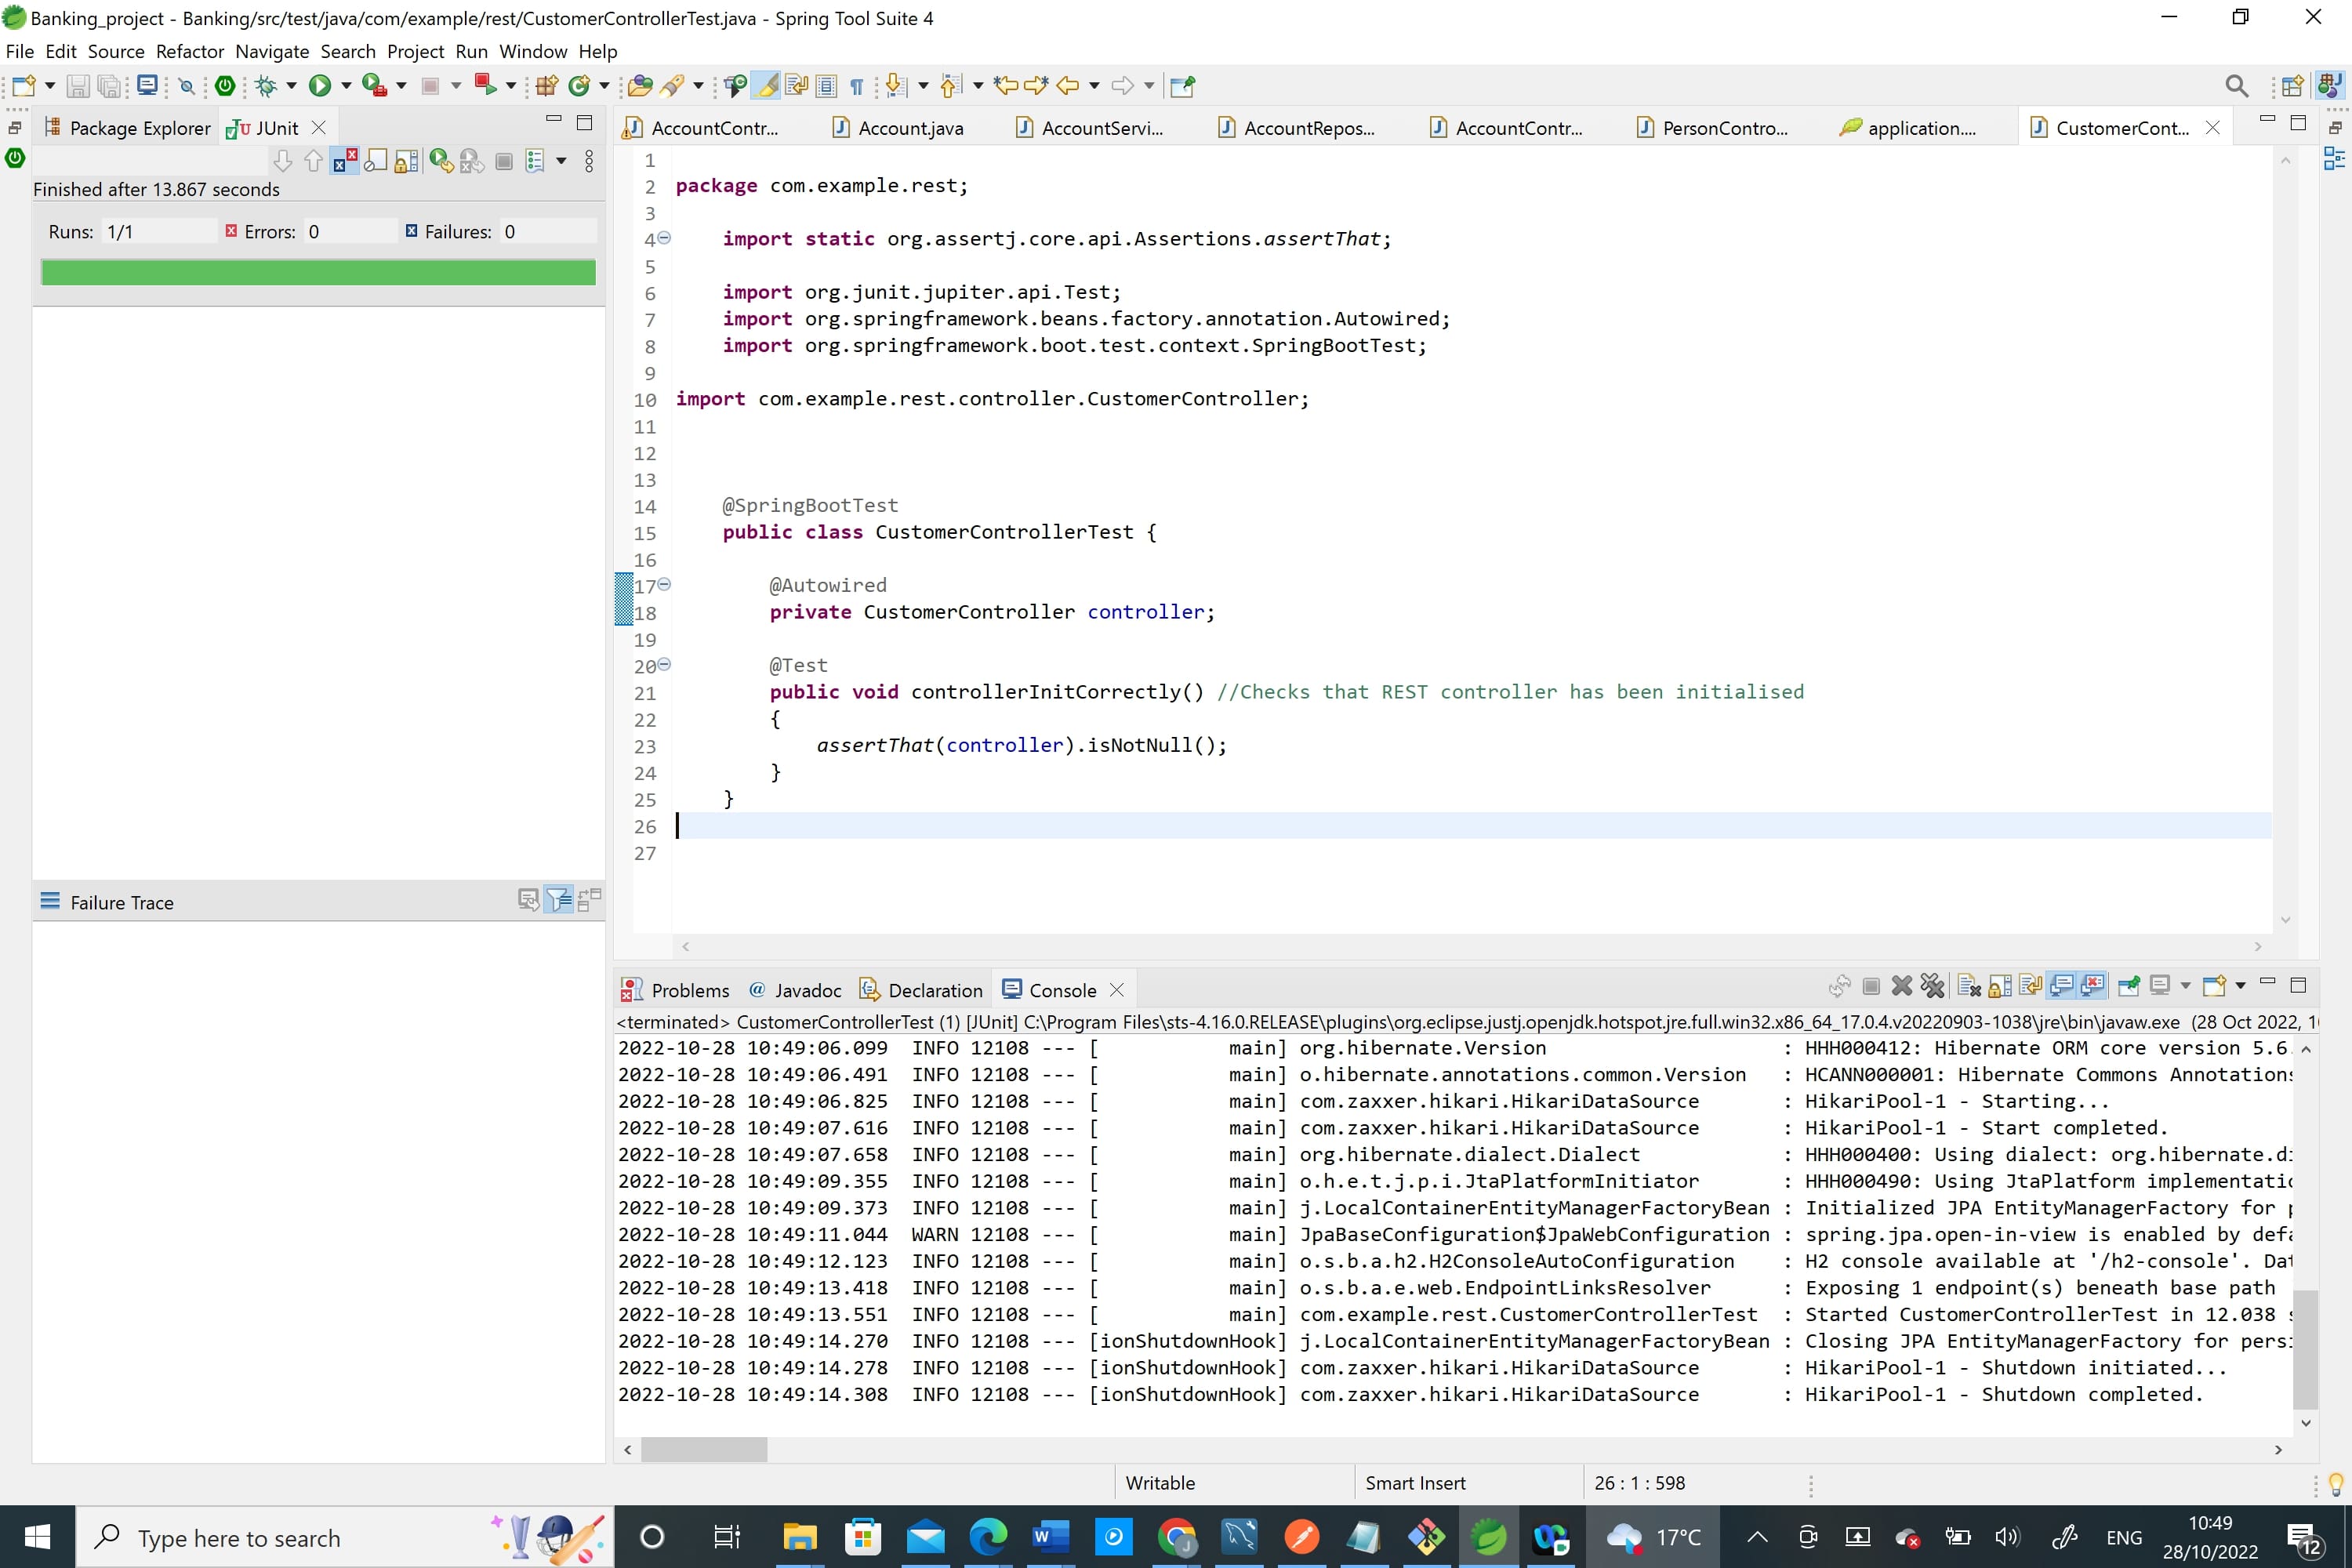 Banking_project - Banking/src/test/java/com/example/rest/CustomerControllerTest.java - Spring Tool Suite 4
File Edit Source Refactor Navigate Search Project Run Window Help
Package Explorer JUnit
Finished after 13.867 seconds
Runs: 1/1 Errors: 0 Failures: 0
Failure Trace
AccountContr... Account.java AccountServi... AccountRepos... AccountContr... PersonContro... application.... CustomerCont...
1
2 package com.example.rest;
3
4 import static org.assertj.core.api.Assertions.assertThat;
5
6 import org.junit.jupiter.api.Test;
7 import org.springframework.beans.factory.annotation.Autowired;
8 import org.springframework.boot.test.context.SpringBootTest;
9
10 import com.example.rest.controller.CustomerController;
11
12
13
14 @SpringBootTest
15 public class CustomerControllerTest {
16
17 @Autowired
18 private CustomerController controller;
19
20 @Test
21 public void controllerInitCorrectly() //Checks that REST controller has been initialised
22 {
23 assertThat(controller).isNotNull();
24 }
25 }
26
27
Problems @ Javadoc Declaration Console
<terminated> CustomerControllerTest (1) [JUnit] C:\Program Files\sts-4.16.0.RELEASE\plugins\org.eclipse.justj.openjdk.hotspot.jre.full.win32.x86_64_17.0.4.v20220903-1038\jre\bin\javaw.exe (28 Oct 2022, 1
2022-10-28 10:49:06.099 INFO 12108 --- [ main] org.hibernate.Version : HHH000412: Hibernate ORM core version 5.6.
2022-10-28 10:49:06.491 INFO 12108 --- [ main] o.hibernate.annotations.common.Version : HCANN000001: Hibernate Commons Annotations
2022-10-28 10:49:06.825 INFO 12108 --- [ main] com.zaxxer.hikari.HikariDataSource : HikariPool-1 - Starting...
2022-10-28 10:49:07.616 INFO 12108 --- [ main] com.zaxxer.hikari.HikariDataSource : HikariPool-1 - Start completed.
2022-10-28 10:49:07.658 INFO 12108 --- [ main] org.hibernate.dialect.Dialect : HHH000400: Using dialect: org.hibernate.di
2022-10-28 10:49:09.355 INFO 12108 --- [ main] o.h.e.t.j.p.i.JtaPlatformInitiator : HHH000490: Using JtaPlatform implementatio
2022-10-28 10:49:09.373 INFO 12108 --- [ main] j.LocalContainerEntityManagerFactoryBean : Initialized JPA EntityManagerFactory for p
2022-10-28 10:49:11.044 WARN 12108 --- [ main] JpaBaseConfiguration$JpaWebConfiguration : spring.jpa.open-in-view is enabled by defa
2022-10-28 10:49:12.123 INFO 12108 --- [ main] o.s.b.a.h2.H2ConsoleAutoConfiguration : H2 console available at '/h2-console'. Dat
2022-10-28 10:49:13.418 INFO 12108 --- [ main] o.s.b.a.e.web.EndpointLinksResolver : Exposing 1 endpoint(s) beneath base path
2022-10-28 10:49:13.551 INFO 12108 --- [ main] com.example.rest.CustomerControllerTest : Started CustomerControllerTest in 12.038 s
2022-10-28 10:49:14.270 INFO 12108 --- [ionShutdownHook] j.LocalContainerEntityManagerFactoryBean : Closing JPA EntityManagerFactory for persi
2022-10-28 10:49:14.278 INFO 12108 --- [ionShutdownHook] com.zaxxer.hikari.HikariDataSource : HikariPool-1 - Shutdown initiated...
2022-10-28 10:49:14.308 INFO 12108 --- [ionShutdownHook] com.zaxxer.hikari.HikariDataSource : HikariPool-1 - Shutdown completed.
Writable Smart Insert 26 : 1 : 598
Type here to search
17°C
ENG
10:49
28/10/2022
12